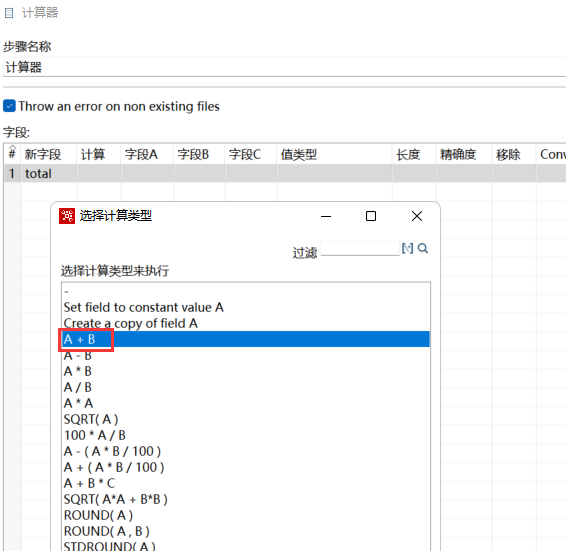 计算器
步骤名称
计算器
Throw an error on non existing files
字段:
# 新字段 计算 字段A 字段B 字段C 值类型 长度 精确度 移除 Conv
1 total
选择计算类型
过滤
选择计算类型来执行
-
Set field to constant value A
Create a copy of field A
A + B
A - B
A * B
A / B
A * A
SQRT( A )
100 * A / B
A - ( A * B / 100 )
A + ( A * B / 100 )
A + B * C
SQRT( A*A + B*B )
ROUND( A )
ROUND( A , B )
STDROUND( A )